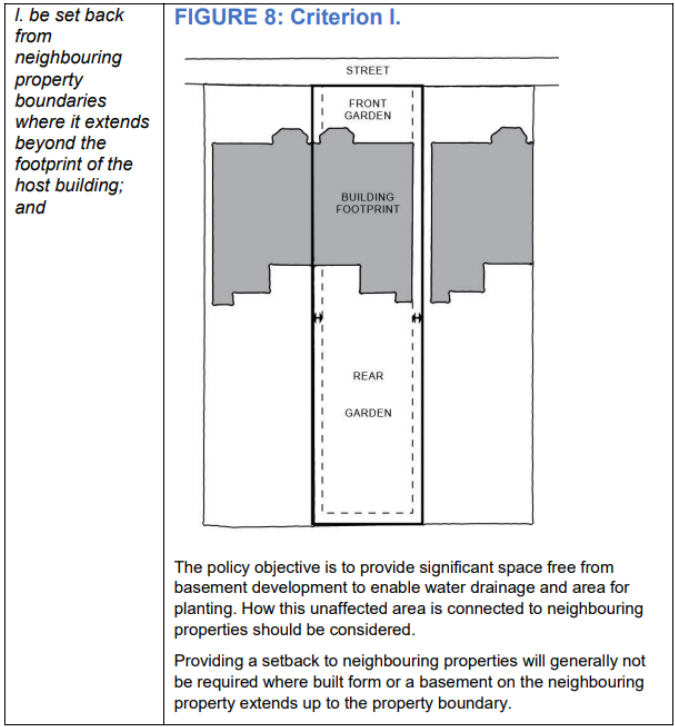 l. be set back
from
neighbouring
property
boundaries
where it extends
beyond the
footprint of the
host building;
and
FIGURE 8: Criterion l.
STREET
FRONT
GARDEN
BUILDING
FOOTPRINT
REAR
GARDEN
The policy objective is to provide significant space free from
basement development to enable water drainage and area for
planting. How this unaffected area is connected to neighbouring
properties should be considered.
Providing a setback to neighbouring properties will generally not
be required where built form or a basement on the neighbouring
property extends up to the property boundary.